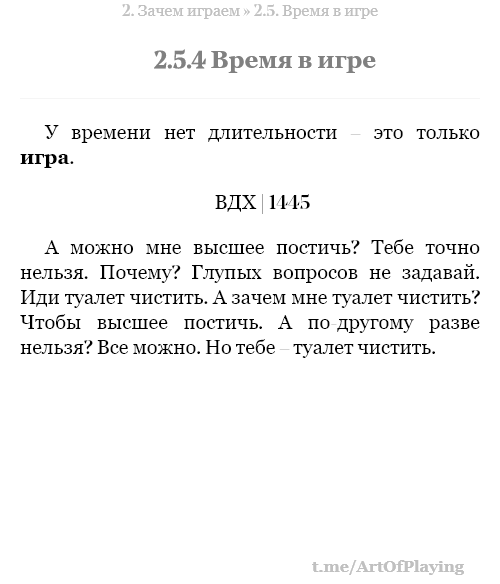 2. Зачем играем » 2.5. Время в игре
2.5.4 Время в игре
У времени нет длительности – это только
игра.
ВДХ | 1445
А можно мне высшее постичь? Тебе точно
нельзя. Почему? Глупых вопросов не задавай.
Иди туалет чистить. А зачем мне туалет чистить?
Чтобы высшее постичь. А по-другому разве
нельзя? Все можно. Но тебе – туалет чистить.
t.me/ArtOfPlaying